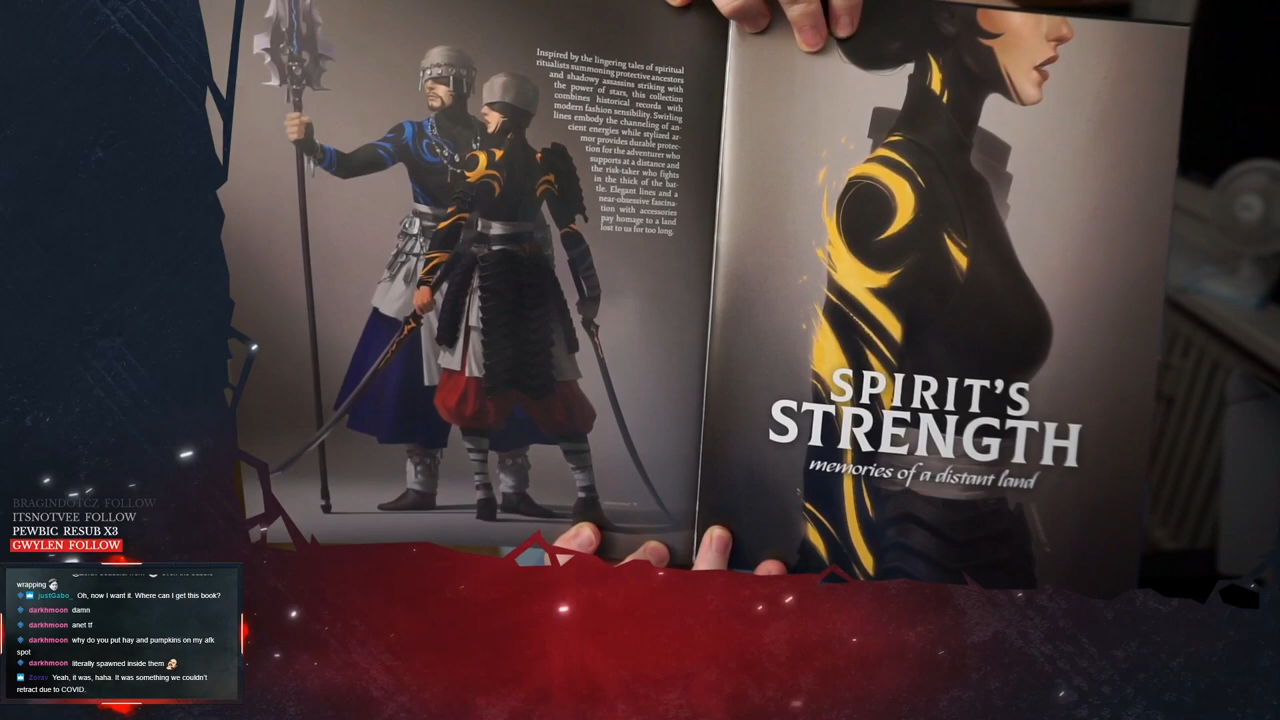 Inspired by the lingering tales of spiritual
ritualists summoning protective ancestors
and shadowy assassins striking with
the power of stars, this collection
combines historical records with
modern fashion sensibility. Swirling
lines embody the channeling of an-
cient energies while stylized ar-
mor provides durable protec-
tion for the adventurer who
supports at a distance and
the risk-taker who fights
in the thick of the bat-
tle. Elegant lines and a
near-obsessive fascina-
tion with accessories
pay homage to a land
lost to us for too long.
SPIRIT'S
STRENGTH
memories of a distant land
BRAGINDOTCZ FOLLOW
ITSNOTVEE FOLLOW
PEWBIC RESUB X3
GWYLEN FOLLOW
wrapping
justGabo_ Oh, now I want it. Where can I get this book?
darkhmoon damn
darkhmoon anet tf
darkhmoon why do you put hay and pumpkins on my afk
spot
darkhmoon literally spawned inside them
Zorav Yeah, it was, haha. It was something we couldn't
retract due to COVID.